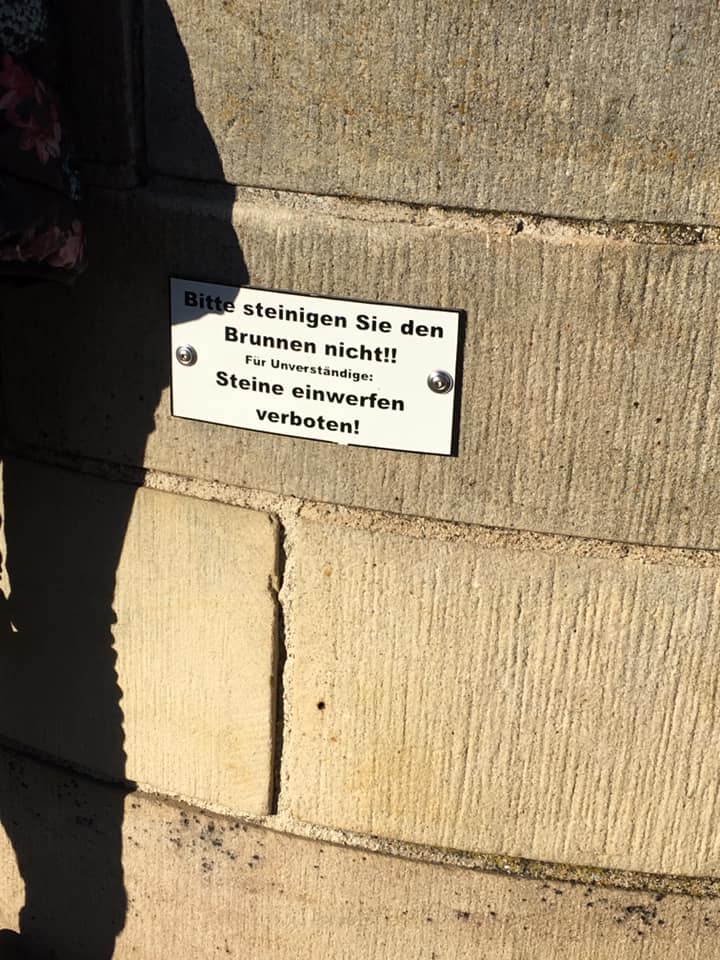 Bitte steinigen Sie den
Brunnen nicht!!
Für Unverständige:
Steine einwerfen
verboten!